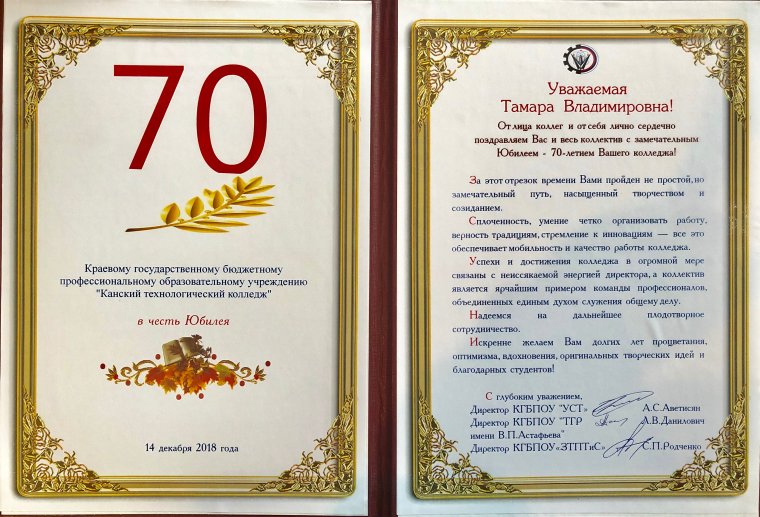 70
Краевому государственному бюджетному
профессиональному образовательному учреждению
"Канский технологический колледж"
в честь Юбилея
14 декабря 2018 года
Уважаемая
Тамара Владимировна!
От лица коллег и от себя лично сердечно
поздравляем Вас и весь коллектив с замечательным
Юбилеем - 70-летием Вашего колледжа!
За этот отрезок времени Вами пройден не простой, но
замечательный путь, насыщенный творчеством и
созиданием.
Сплоченность, умение четко организовать работу,
верность традициям, стремление к инновациям — все это
обеспечивает мобильность и качество работы колледжа.
Успехи и достижения колледжа в огромной мере
связаны с неиссякаемой энергией директора, а коллектив
является ярчайшим примером команды профессионалов,
объединенных единым духом служения общему делу.
Надеемся на дальнейшее плодотворное
сотрудничество.
Искренне желаем Вам долгих лет процветания,
оптимизма, вдохновения, оригинальных творческих идей и
благодарных студентов!
С глубоким уважением,
Директор КГБПОУ "УСТ» А.С.Аветисян
Директор КГБПОУ "ТГР А.В.Данилович
имени В.П.Астафьева"
Директор КГБПОУ«ЗТПТиС» С.П.Родченко